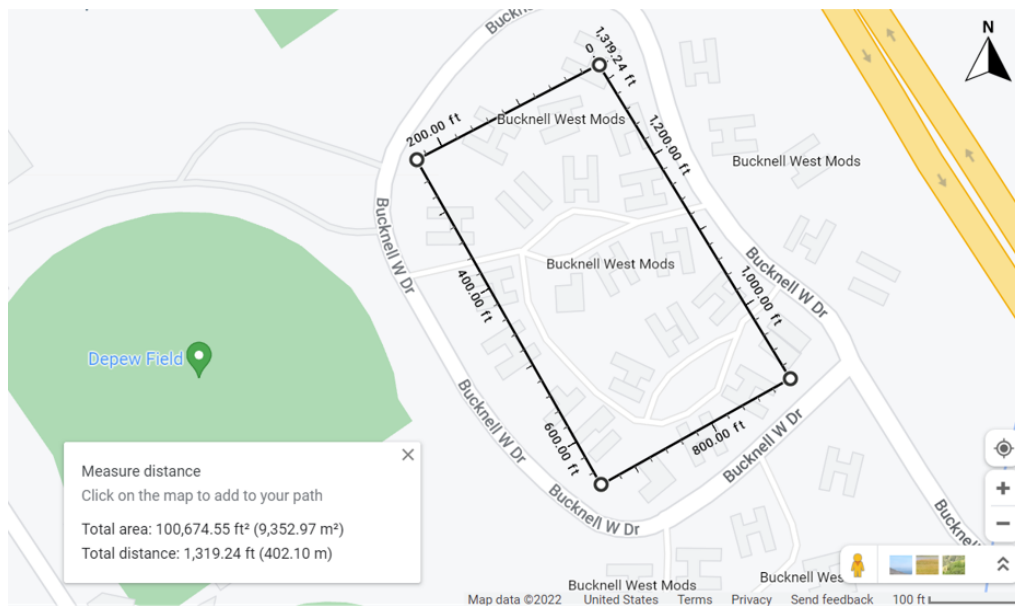 Bucknell W
N
1,319.24 ft
0
200.00 ft
Bucknell West Mods
1,200.00 ft
Bucknell West Mods
Bucknell W Dr
Bucknell W Dr
Bucknell West Mods
400.00 ft
1,000.00 ft
Depew Field
Bucknell W Dr
600.00 ft
800.00 ft
Bucknell W Dr
Bucknell W Dr
Measure distance
Click on the map to add to your path
Total area: 100,674.55 ft² (9,352.97 m²)
Total distance: 1,319.24 ft (402.10 m)
Bucknell
Bucknell West Mods
Bucknell Wes
Map data ©2022 United States Terms Privacy Send feedback 100 ft